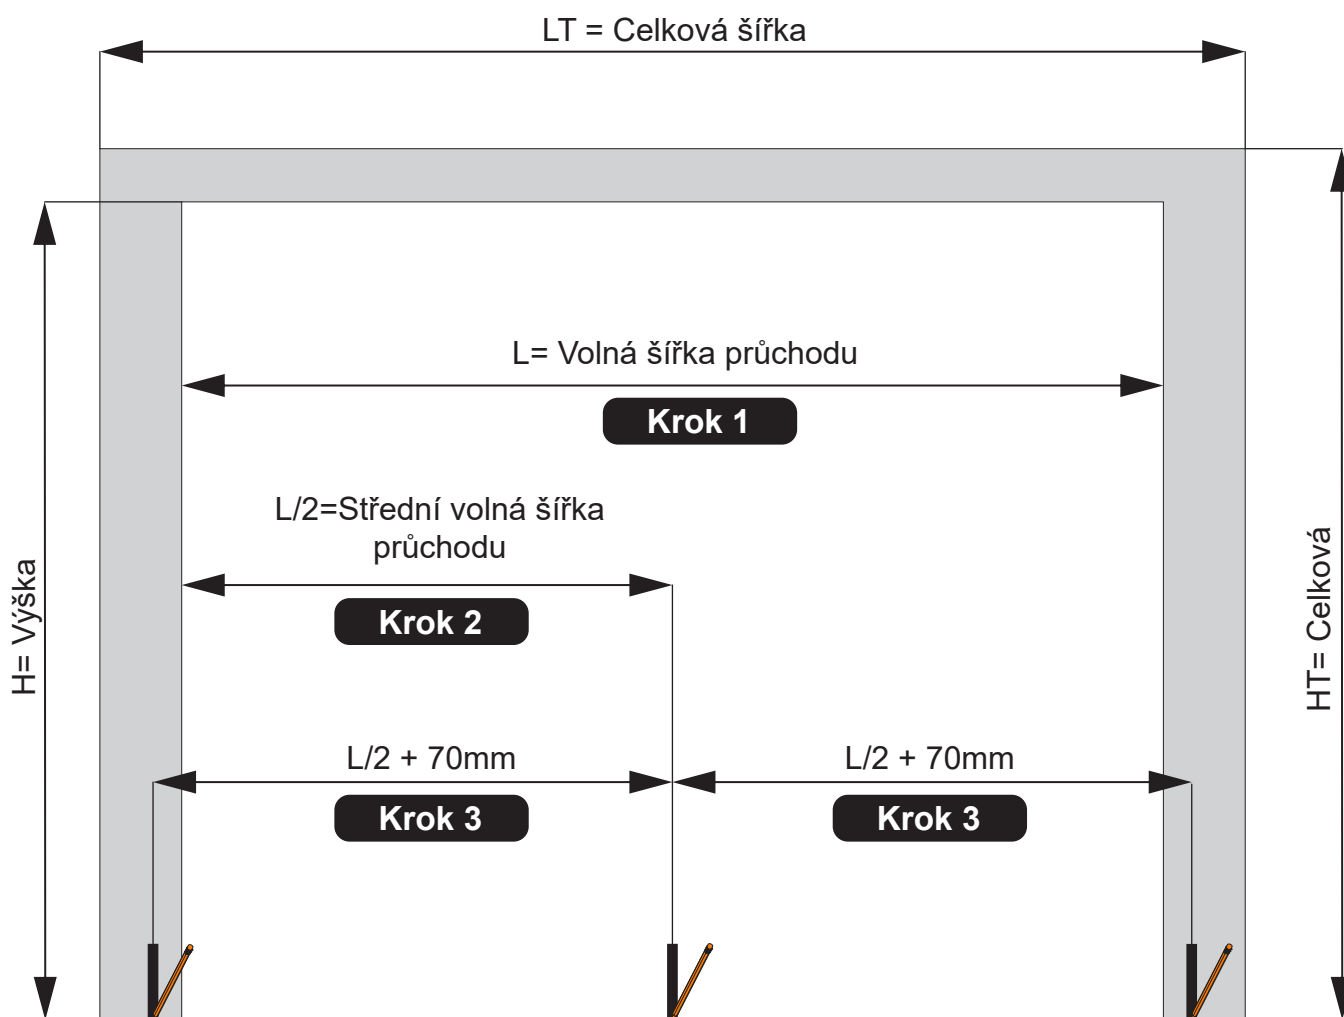 LT = Celková šířka
L= Volná šířka průchodu
Krok 1
L/2=Střední volná šířka
průchodu
Krok 2
H= Výška
HT= Celková
L/2 + 70mm
L/2 + 70mm
Krok 3
Krok 3